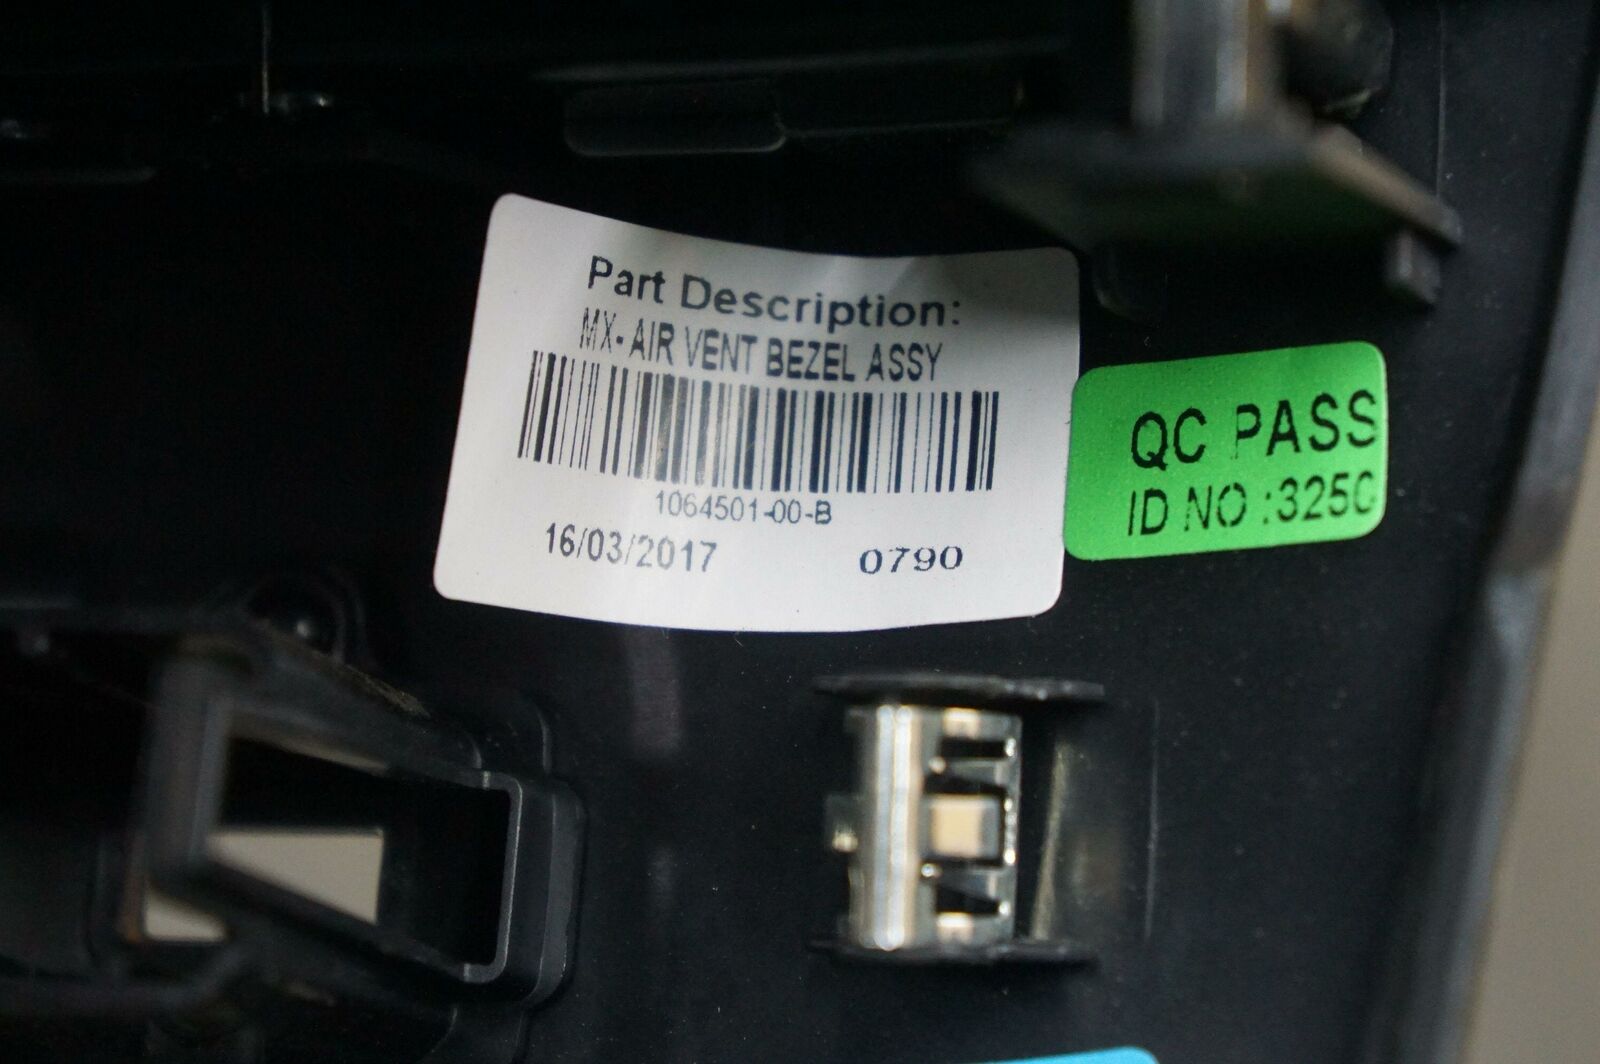 Part Description:
MX-AIR VENT BEZEL ASSY
1064501-00-B
16/03/2017 0790
QC PASS
ID NO :325C